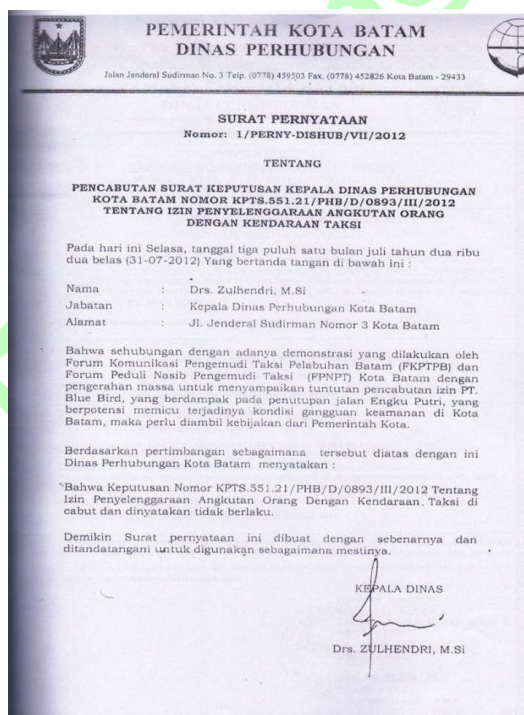 PEMERINTAH KOTA BATAM
DINAS PERHUBUNGAN
Jalan Jenderal Sudirman No. 3 Telp. (0778) 459503 Fax. (0778) 452826 Kota Batam - 29433
SURAT PERNYATAAN
Nomor: 1/PERNY-DISHUB/VII/2012
TENTANG
PENCABUTAN SURAT KEPUTUSAN KEPALA DINAS PERHUBUNGAN
KOTA BATAM NOMOR KPTS.551.21/PHB/D/0893/III/2012
TENTANG IZIN PENYELENGGARAAN ANGKUTAN ORANG
DENGAN KENDARAAN TAKSI
Pada hari ini Selasa, tanggal tiga puluh satu bulan juli tahun dua ribu
dua belas (31-07-2012) Yang bertanda tangan di bawah ini :
Nama : Drs. Zulhendri, M.Si
Jabatan : Kepala Dinas Perhubungan Kota Batam
Alamat : Jl. Jenderal Sudirman Nomor 3 Kota Batam
Bahwa sehubungan dengan adanya demonstrasi yang dilakukan oleh
Forum Komunikasi Pengemudi Taksi Pelabuhan Batam (FKPTPB) dan
Forum Peduli Nasib Pengemudi Taksi (FPNPT) Kota Batam dengan
pengerahan massa untuk menyampaikan tuntutan pencabutan izin PT.
Blue Bird, yang berdampak pada penutupan jalan Engku Putri, yang
berpotensi memicu terjadinya kondisi gangguan keamanan di Kota
Batam, maka perlu diambil kebijakan dari Pemerintah Kota.
Berdasarkan pertimbangan sebagaimana tersebut diatas dengan ini
Dinas Perhubungan Kota Batam menyatakan :
Bahwa Keputusan Nomor KPTS.551.21/PHB/D/0893/III/2012 Tentang
Izin Penyelenggaraan Angkutan Orang Dengan Kendaraan Taksi di
cabut dan dinyatakan tidak berlaku.
Demikin Surat pernyataan ini dibuat dengan sebenarnya dan
ditandatangani untuk digunakan sebagaimana mestinya.
KEPALA DINAS
Drs. ZULHENDRI, M.Si